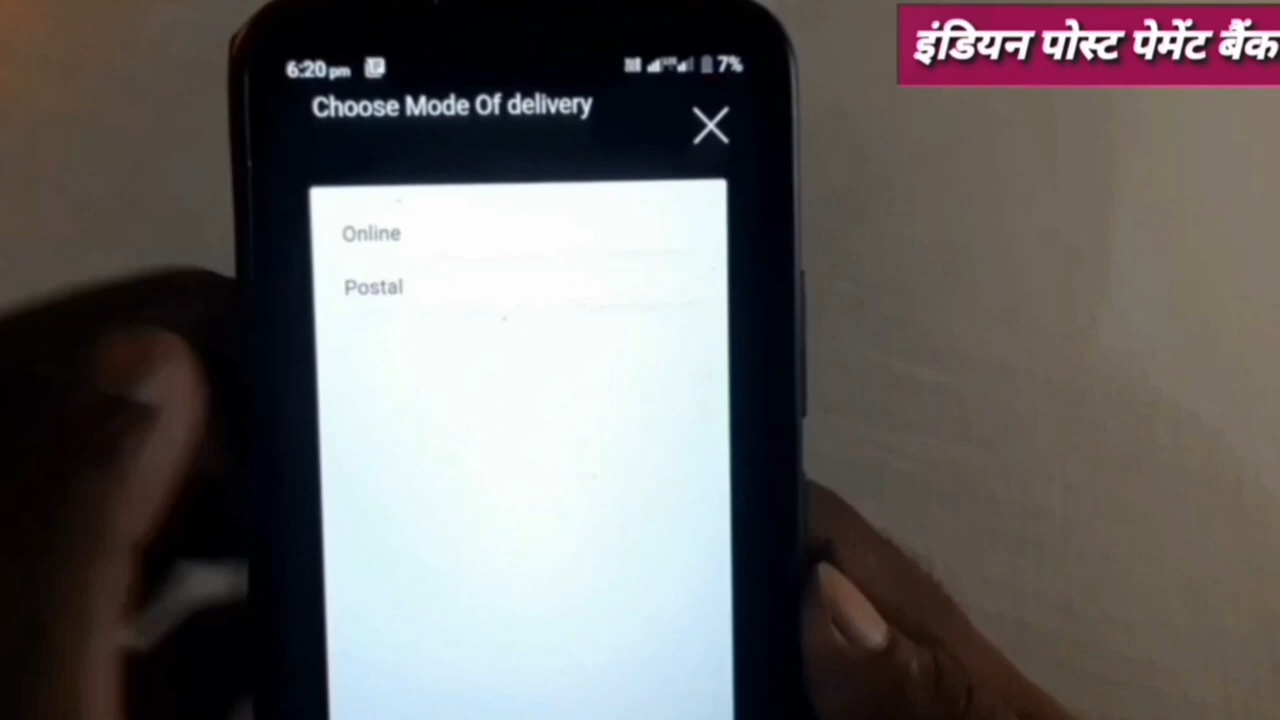 इंडियन पोस्ट पेमेंट बैंक
6:20 pm
7%
Choose Mode Of delivery
Online
Postal